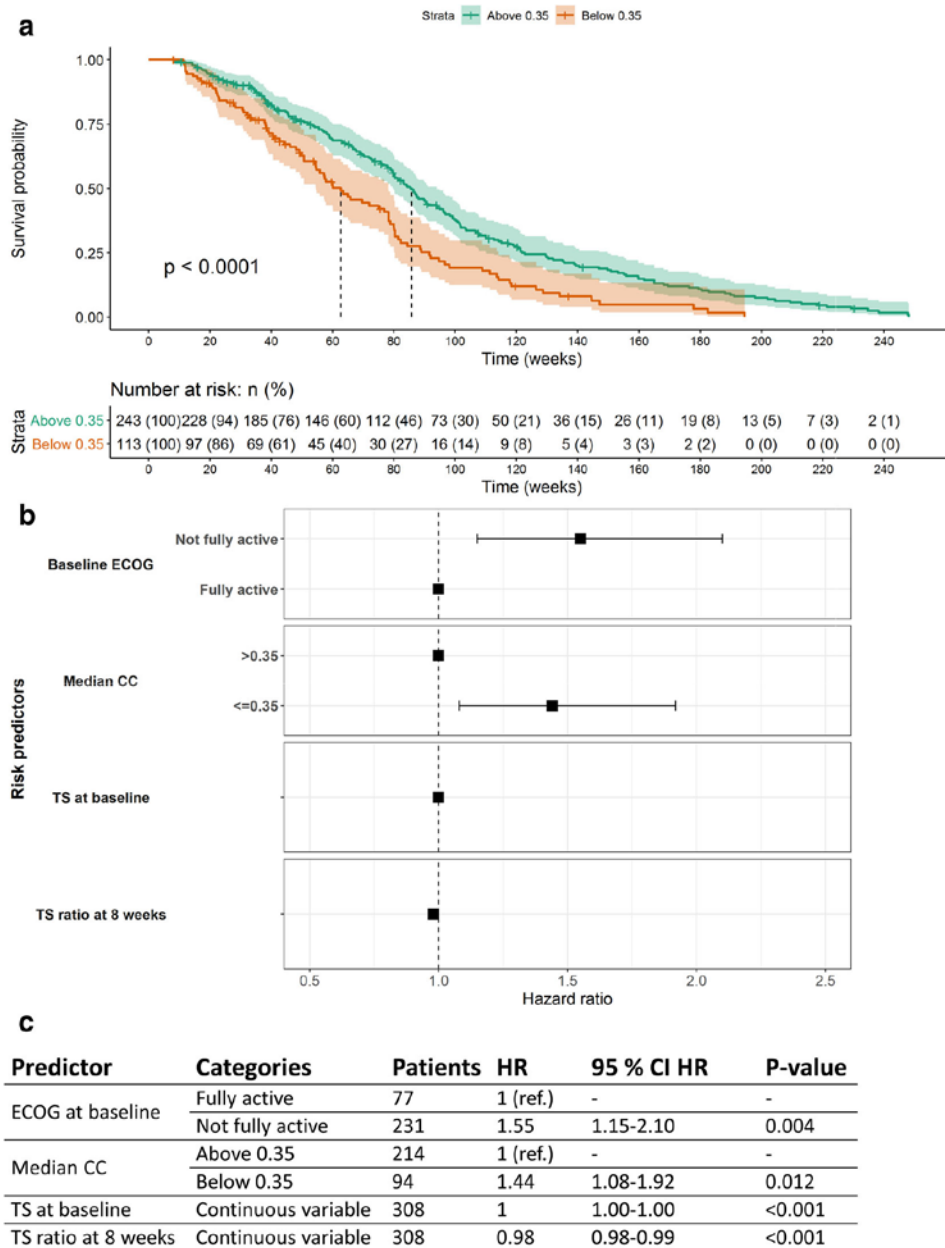 Strata Above 0.35 Below 0.35
a
1.00
0.75
0.50
0.25
0.00
Survival probability
p < 0.0001
0 20 40 60 80 100 120 140 160 180 200 220 240
Time (weeks)
Number at risk: n (%)
Strata
Above 0.35 243 (100) 228 (94) 185 (76) 146 (60) 112 (46) 73 (30) 50 (21) 36 (15) 26 (11) 19 (8) 13 (5) 7 (3) 2 (1)
Below 0.35 113 (100) 97 (86) 69 (61) 45 (40) 30 (27) 16 (14) 9 (8) 5 (4) 3 (3) 2 (2) 0 (0) 0 (0) 0 (0)
0 20 40 60 80 100 120 140 160 180 200 220 240
Time (weeks)
b
Risk predictors
Baseline ECOG
Not fully active
Fully active
Median CC
>0.35
<=0.35
TS at baseline
TS ratio at 8 weeks
0.5 1.0 1.5 2.0 2.5
Hazard ratio
c
Predictor Categories Patients HR 95 % CI HR P-value
ECOG at baseline Fully active 77 1 (ref.) - -
Not fully active 231 1.55 1.15-2.10 0.004
Median CC Above 0.35 214 1 (ref.) - -
Below 0.35 94 1.44 1.08-1.92 0.012
TS at baseline Continuous variable 308 1 1.00-1.00 <0.001
TS ratio at 8 weeks Continuous variable 308 0.98 0.98-0.99 <0.001